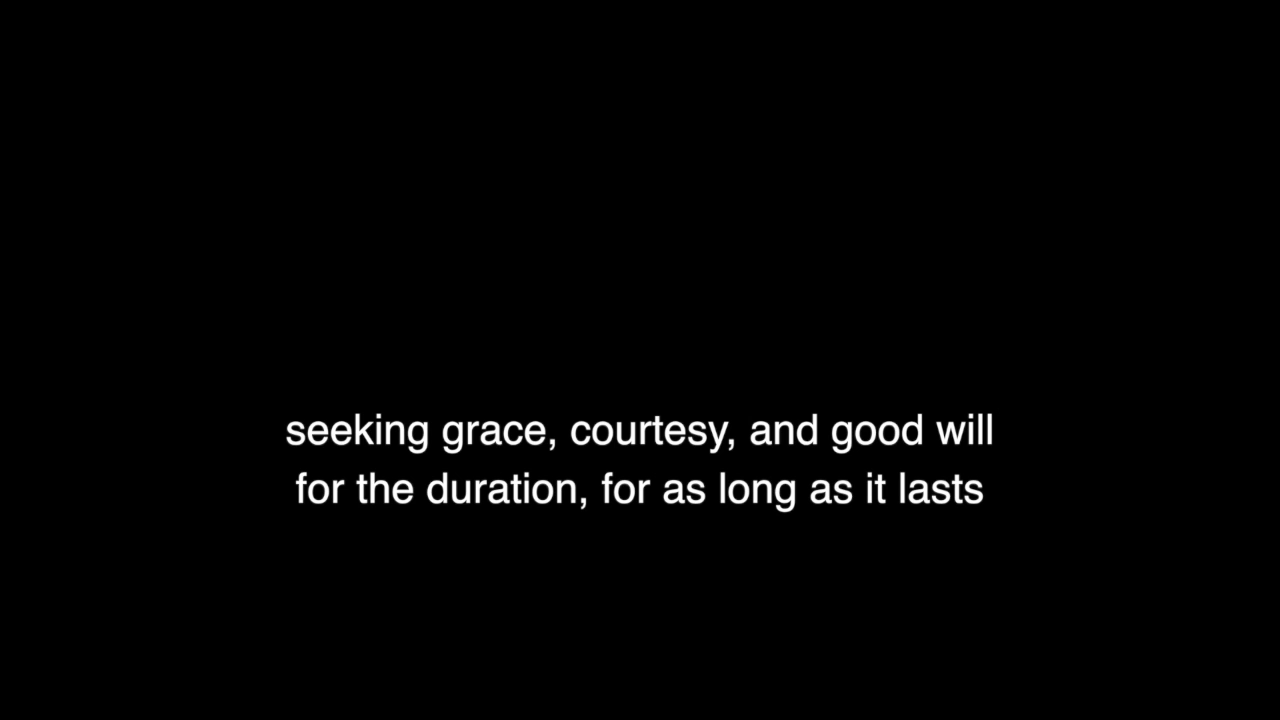 seeking grace, courtesy, and good will
for the duration, for as long as it lasts